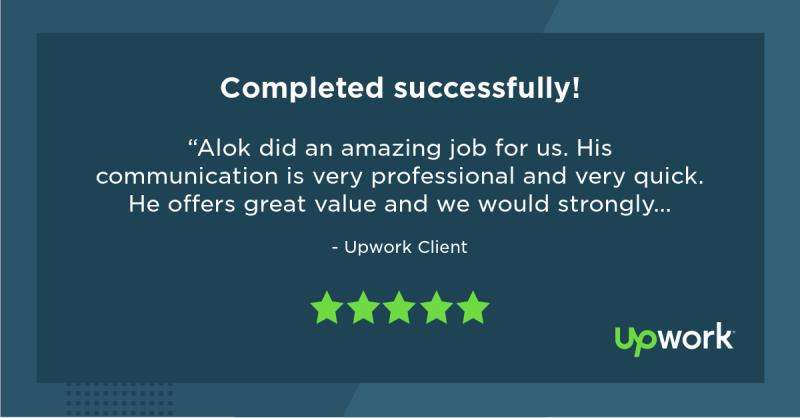 Completed successfully!
“Alok did an amazing job for us. His
communication is very professional and very quick.
He offers great value and we would strongly...
- Upwork Client
upwork